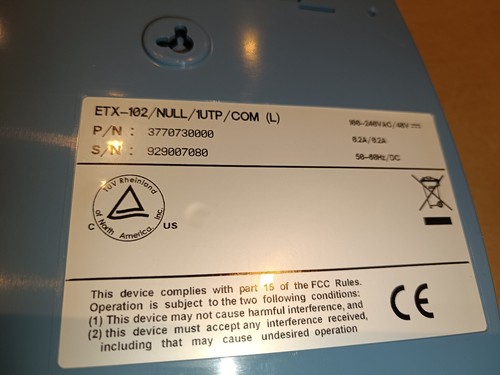 ETX-102/NULL/1UTP/COM (L)
P/N : 3770730000
S/N : 929007080
100-240VAC/48V
0.2A/0.2A
50-60Hz/DC
TÜV Rheinland
of North America, Inc.
C US
This device complies with part 15 of the FCC Rules.
Operation is subject to the two following conditions:
(1) This device may not cause harmful interference, and
(2) this device must accept any interference received,
including that may cause undesired operation
CE